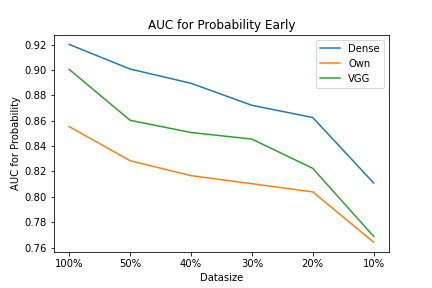 AUC for Probability Early
Dense
Own
VGG
AUC for Probability
0.92
0.90
0.88
0.86
0.84
0.82
0.80
0.78
0.76
100% 50% 40% 30% 20% 10%
Datasize